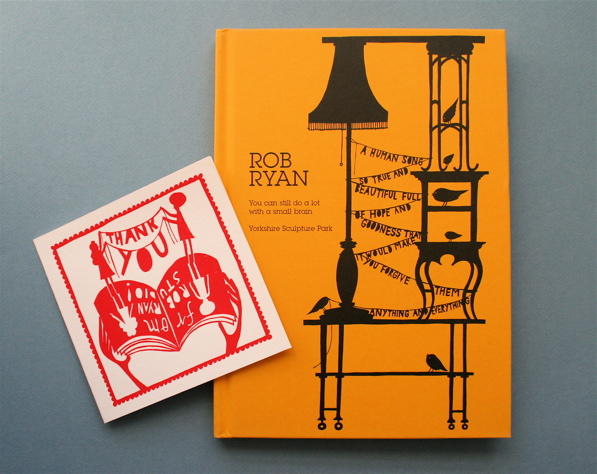 ROB
RYAN
You can still do a lot
with a small brain
Yorkshire Sculpture Park
A HUMAN SONG
SO TRUE AND
BEAUTIFUL FULL
OF HOPE AND
GOODNESS THAT
IT WOULD MAKE
YOU FORGIVE
THEM
ANYTHING AND EVERYTHING
THANK
YOU
from